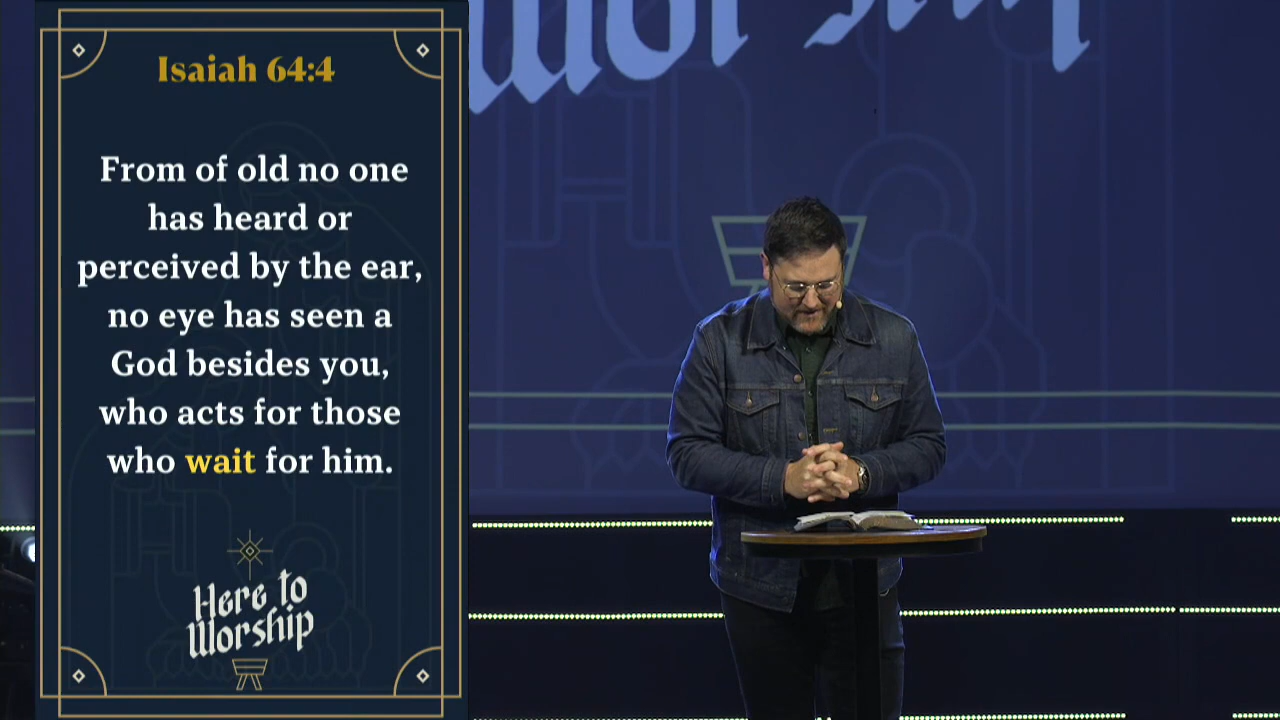 Isaiah 64:4
From of old no one
has heard or
perceived by the ear,
no eye has seen a
God besides you,
who acts for those
who wait for him.
Here to
Worship
Worship